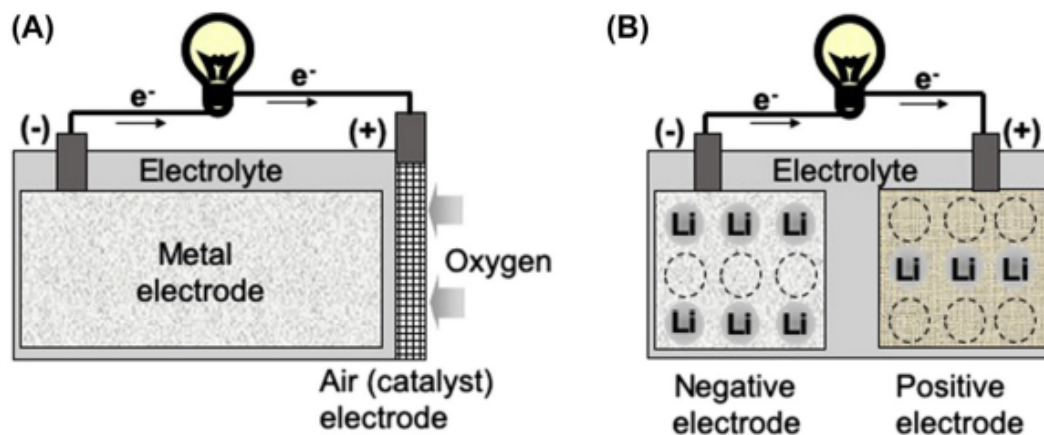 (A)
e-
e-
(-)
(+)
Electrolyte
Metal
electrode
Oxygen
Air (catalyst)
electrode
(B)
e-
e-
(-)
(+)
Electrolyte
Li Li Li
Li Li Li
Li Li Li
Negative
electrode
Positive
electrode